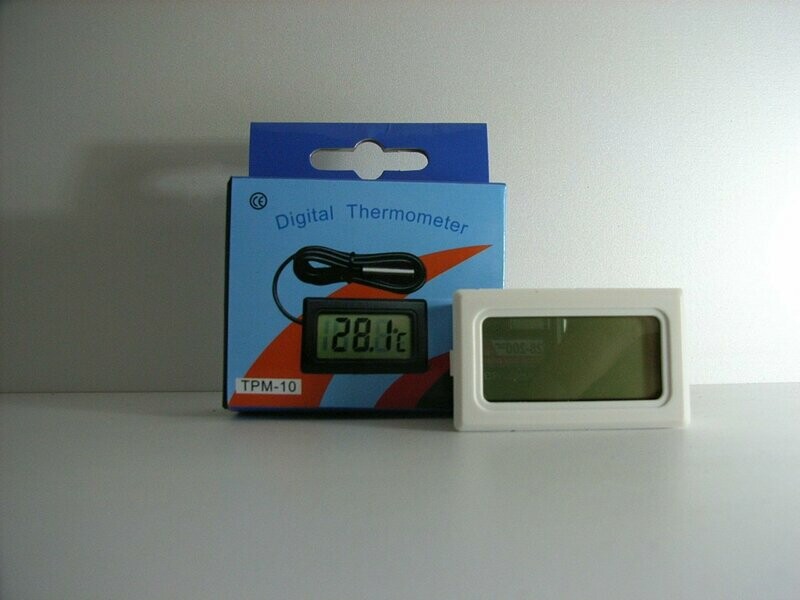 CE
Digital Thermometer
28.1°C
TPM-10